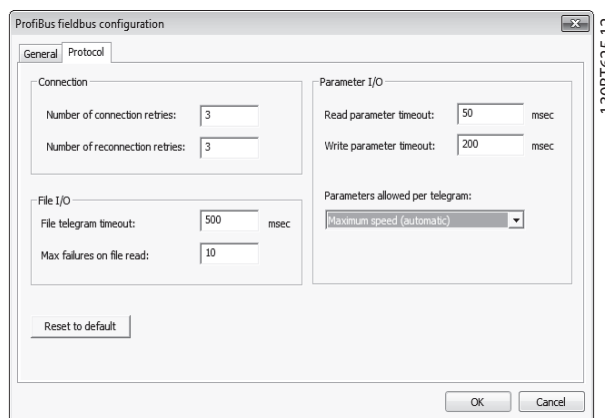 ProfiBus fieldbus configuration
General Protocol
Connection
Number of connection retries: 3
Number of reconnection retries: 3
File I/O
File telegram timeout: 500 msec
Max failures on file read: 10
Parameter I/O
Read parameter timeout: 50 msec
Write parameter timeout: 200 msec
Parameters allowed per telegram:
Maximum speed (automatic)
Reset to default
OK Cancel